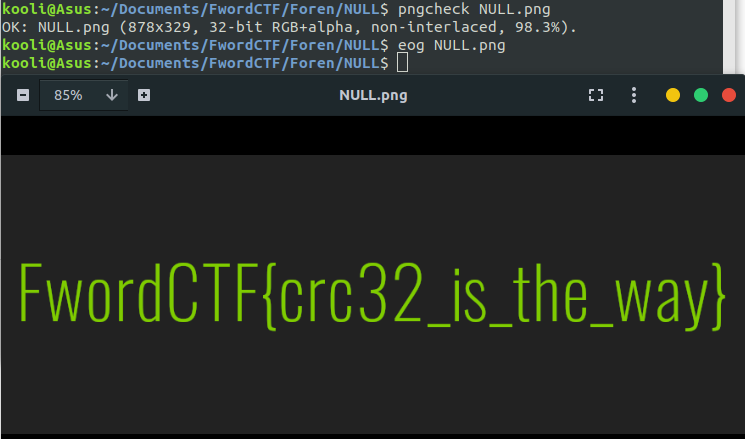 kooli@Asus:~/Documents/FwordCTF/Foren/NULL$ pngcheck NULL.png
OK: NULL.png (878x329, 32-bit RGB+alpha, non-interlaced, 98.3%).
kooli@Asus:~/Documents/FwordCTF/Foren/NULL$ eog NULL.png
kooli@Asus:~/Documents/FwordCTF/Foren/NULL$
85% NULL.png
FwordCTF{crc32_is_the_way}